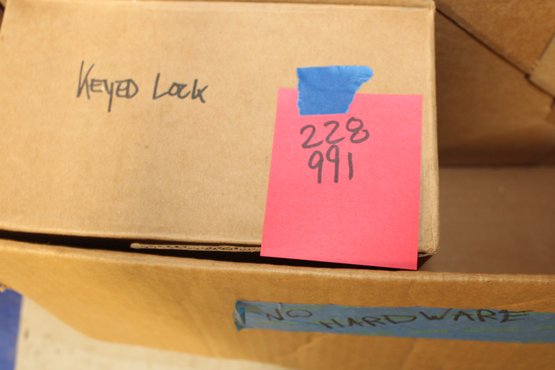 KEYED LOCK
228
991
NO HARDWARE